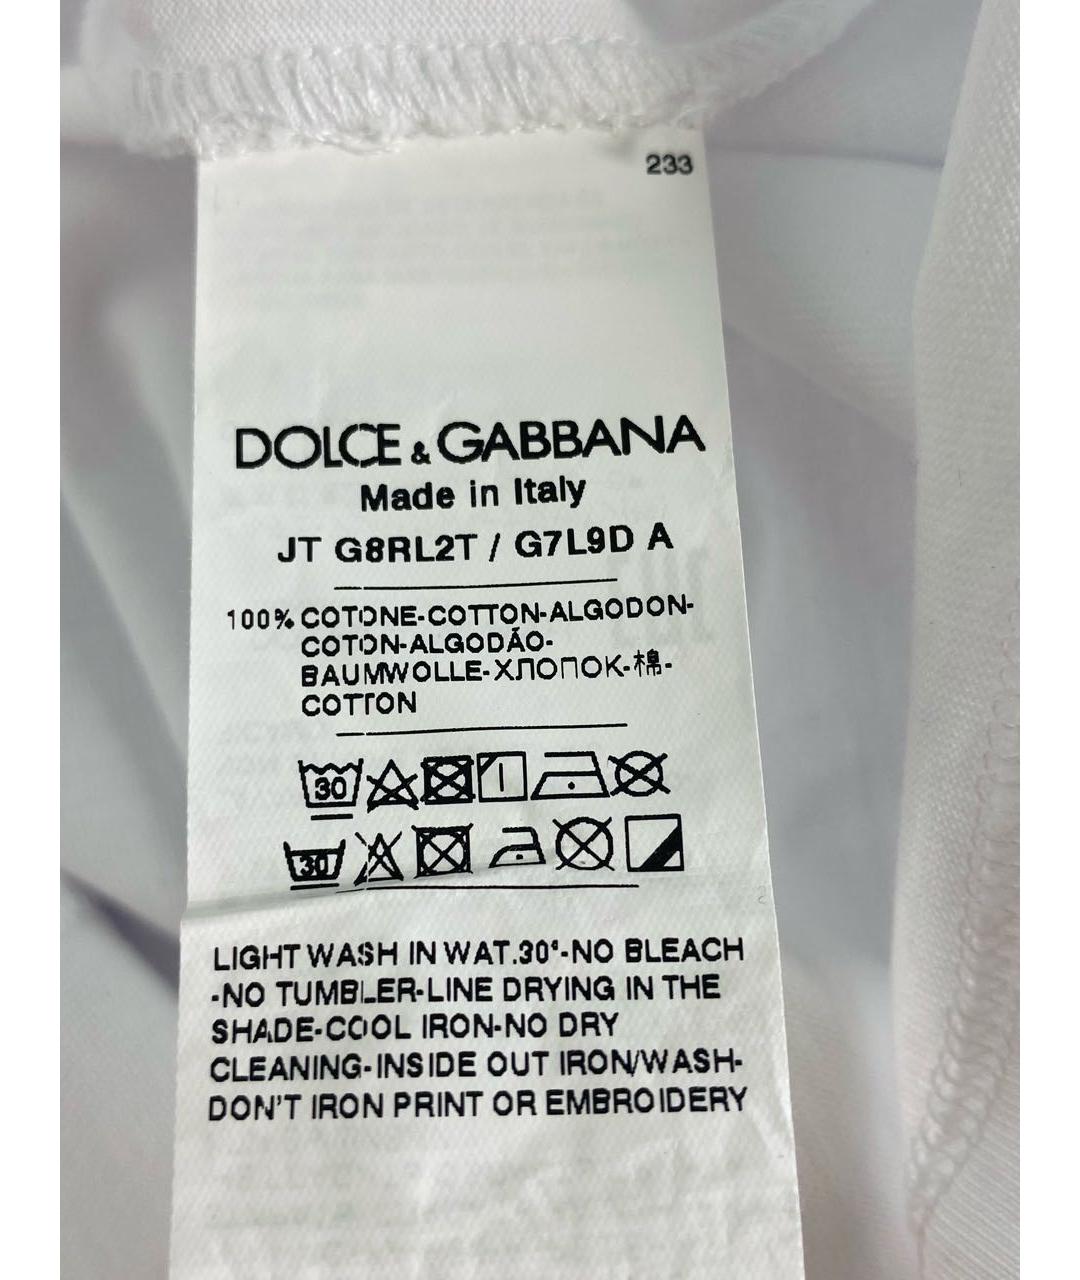 233
DOLCE & GABBANA
Made in Italy
JT G8RL2T / G7L9D A
100% COTONE-COTTON-ALGODON-
COTON-ALGODÃO-
BAUMWOLLE-ХЛОПОК-棉-
COTTON
30
30
LIGHT WASH IN WAT.30°-NO BLEACH
-NO TUMBLER-LINE DRYING IN THE
SHADE-COOL IRON-NO DRY
CLEANING-INSIDE OUT IRON/WASH-
DON'T IRON PRINT OR EMBROIDERY